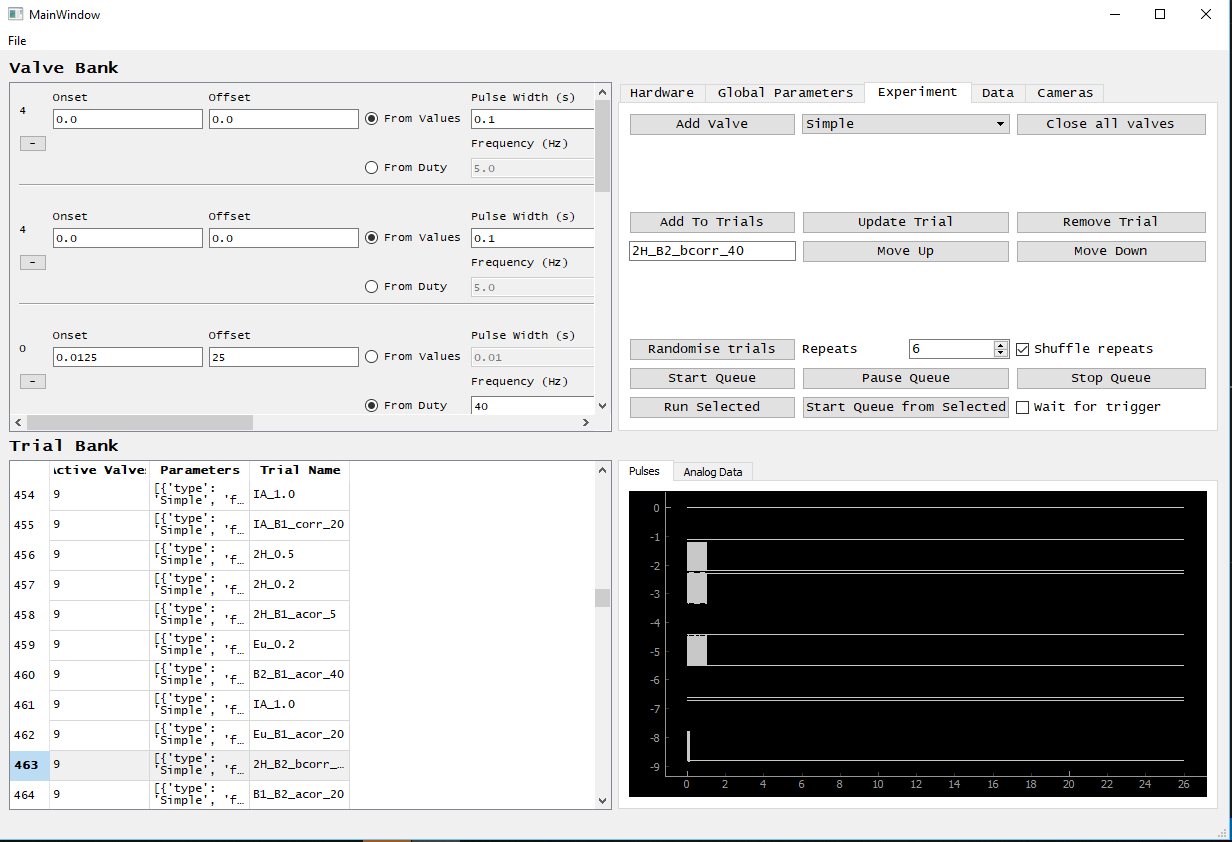 MainWindow
File
Valve Bank
4
Onset
Offset
Pulse Width (s)
0.0
0.0
From Values
0.1
-
Frequency (Hz)
From Duty
5.0
4
Onset
Offset
Pulse Width (s)
0.0
0.0
From Values
0.1
-
Frequency (Hz)
From Duty
5.0
0
Onset
Offset
Pulse Width (s)
0.0125
25
From Values
0.01
-
Frequency (Hz)
From Duty
40
Hardware Global Parameters Experiment Data Cameras
Add Valve Simple Close all valves
Add To Trials Update Trial Remove Trial
2H_B2_bcorr_40 Move Up Move Down
Randomise trials Repeats 6 Shuffle repeats
Start Queue Pause Queue Stop Queue
Run Selected Start Queue from Selected Wait for trigger
Trial Bank
Active Valves Parameters Trial Name
454 9 [{'type': IA_1.0
'Simple', 'f…
455 9 [{'type': IA_B1_corr_20
'Simple', 'f…
456 9 [{'type': 2H_0.5
'Simple', 'f…
457 9 [{'type': 2H_0.2
'Simple', 'f…
458 9 [{'type': 2H_B1_acor_5
'Simple', 'f…
459 9 [{'type': Eu_0.2
'Simple', 'f…
460 9 [{'type': B2_B1_acor_40
'Simple', 'f…
461 9 [{'type': IA_1.0
'Simple', 'f…
462 9 [{'type': Eu_B1_acor_20
'Simple', 'f…
463 9 [{'type': 2H_B2_bcorr_…
'Simple', 'f…
464 9 [{'type': B1_B2_acor_20
'Simple', 'f…
Pulses Analog Data
0
-1
-2
-3
-4
-5
-6
-7
-8
-9
0 2 4 6 8 10 12 14 16 18 20 22 24 26